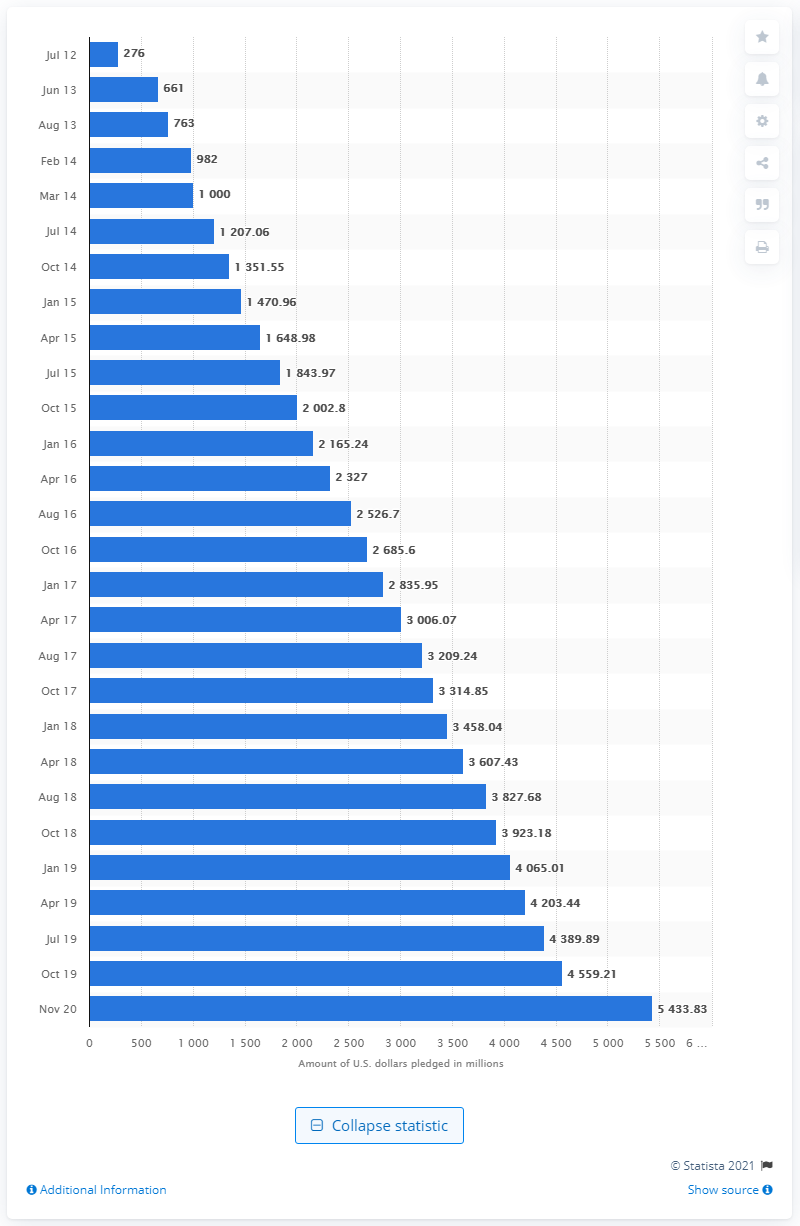 Jul 12 276
Jun 13 661
Aug 13 763
Feb 14 982
Mar 14 1 000
Jul 14 1 207.06
Oct 14 1 351.55
Jan 15 1 470.96
Apr 15 1 648.98
Jul 15 1 843.97
Oct 15 2 002.8
Jan 16 2 165.24
Apr 16 2 327
Aug 16 2 526.7
Oct 16 2 685.6
Jan 17 2 835.95
Apr 17 3 006.07
Aug 17 3 209.24
Oct 17 3 314.85
Jan 18 3 458.04
Apr 18 3 607.43
Aug 18 3 827.68
Oct 18 3 923.18
Jan 19 4 065.01
Apr 19 4 203.44
Jul 19 4 389.89
Oct 19 4 559.21
Nov 20 5 433.83
0 500 1 000 1 500 2 000 2 500 3 000 3 500 4 000 4 500 5 000 5 500 6 ...
Amount of U.S. dollars pledged in millions
Collapse statistic
© Statista 2021
Additional Information Show source